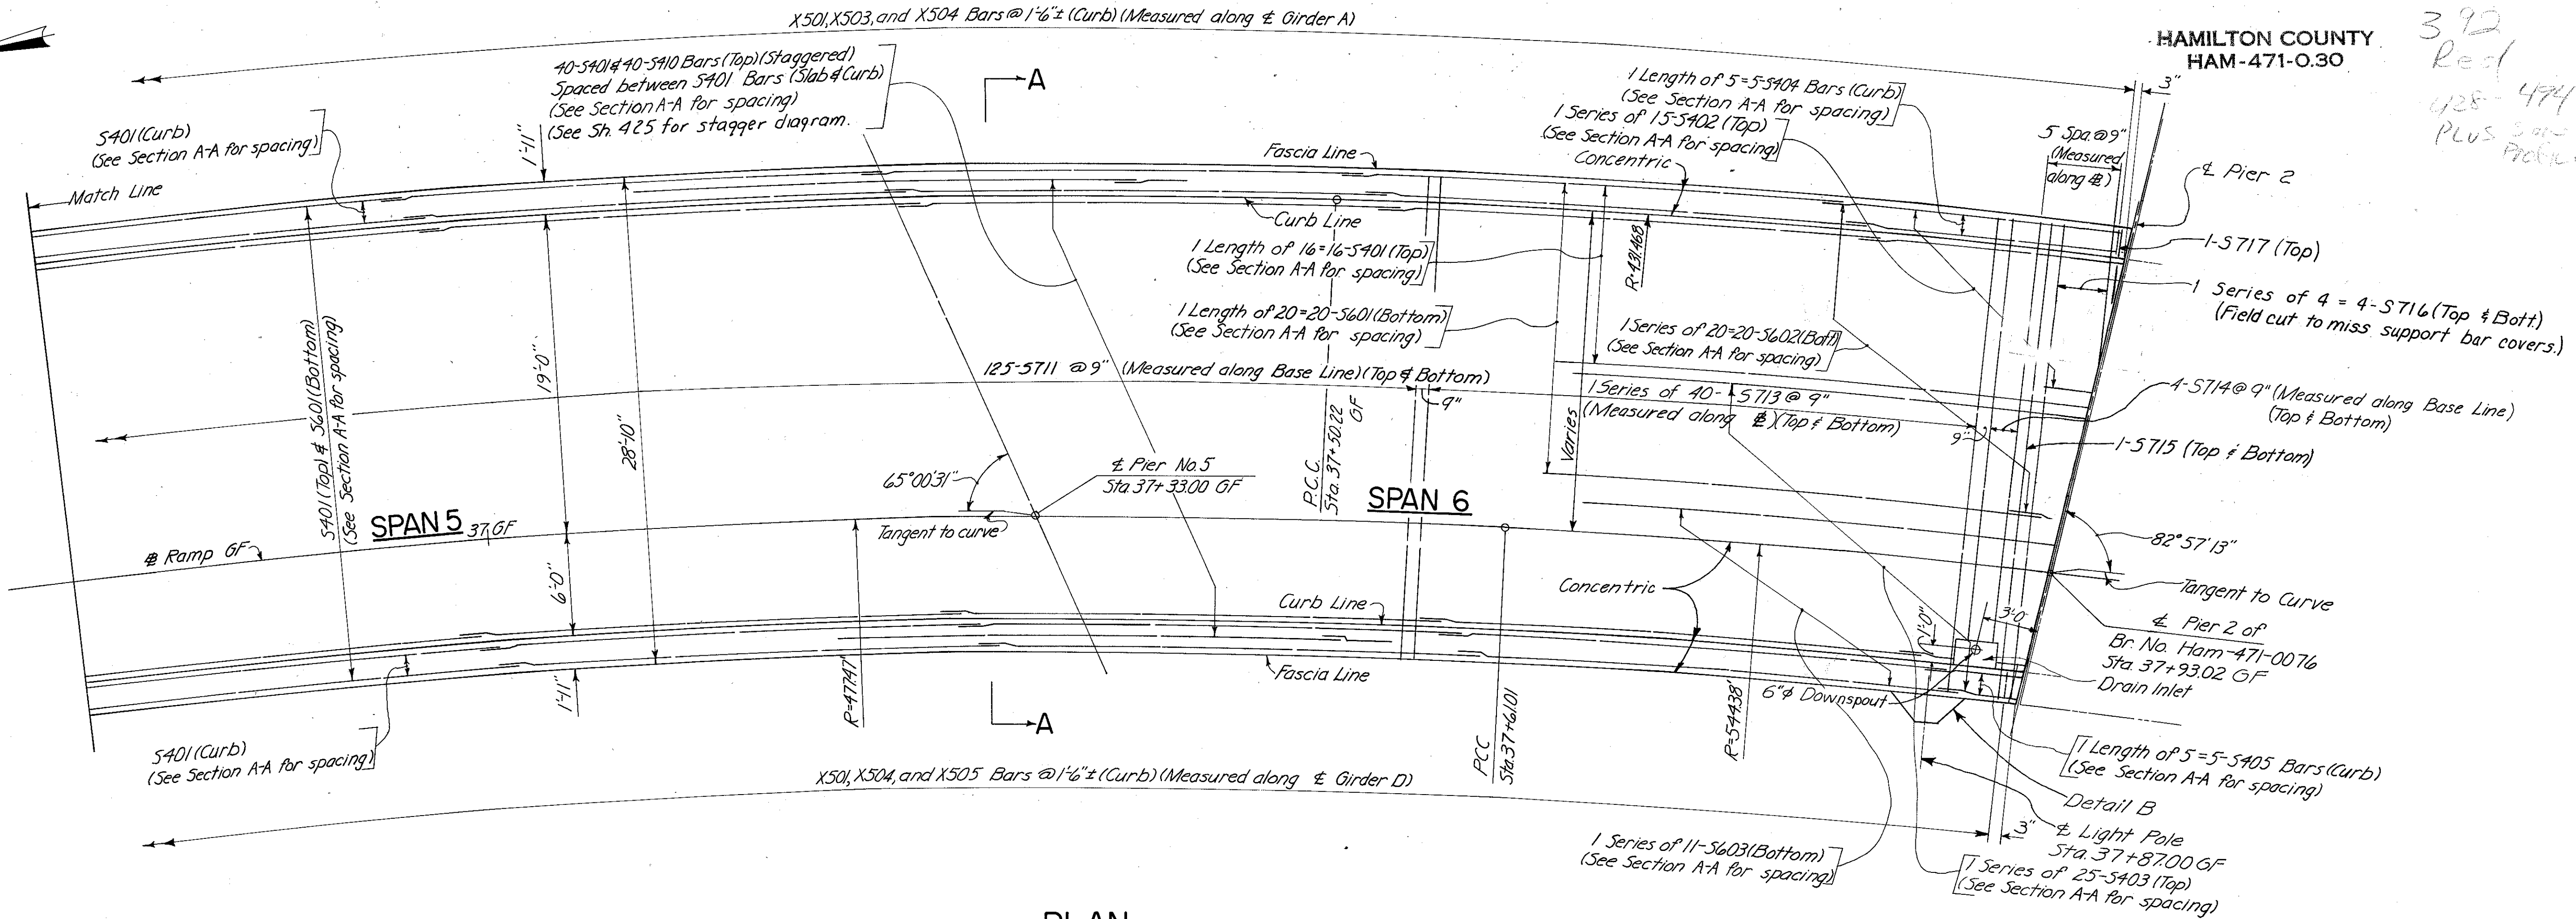 X501, X503, and X504 Bars @ 1'-6"± (Curb) (Measured along ℄ Girder A)
HAMILTON COUNTY
HAM-471-0.30
392
Red
428-494
PLUS
40-S401 & 40-S410 Bars (Top) (Staggered)
Spaced between S401 Bars (Slab & Curb)
(See Section A-A for spacing)
(See Sh. 425 for stagger diagram.
A
1 Length of 5=5-S404 Bars (Curb)
(See Section A-A for spacing)
1 Series of 15-S402 (Top)
(See Section A-A for spacing)
Concentric
3"
5 Spa. @ 9"
(Measured
along ℄)
S401 (Curb)
(See Section A-A for spacing)
1'-11"
Fascia Line
℄ Pier 2
Match Line
Curb Line
1 Length of 16=16-S401 (Top)
(See Section A-A for spacing)
R=431.468
1-S717 (Top)
1 Series of 4 = 4-S716 (Top & Bott.)
(Field cut to miss support bar covers.)
1 Length of 20=20-S601 (Bottom)
(See Section A-A for spacing)
1 Series of 20=20-S602 (Bott)
(See Section A-A for spacing)
S401 (Top) & S601 (Bottom)
(See Section A-A for spacing)
19'-0"
28'-10"
125-S711 @ 9" (Measured along Base Line) (Top & Bottom)
9"
1 Series of 40-S713 @ 9"
(Measured along ℄) (Top & Bottom)
9"
4-S714 @ 9" (Measured along Base Line)
(Top & Bottom)
1-S715 (Top & Bottom)
Varies
P.C.C.
Sta. 37+50.22
GF
65°00'31"
℄ Pier No. 5
Sta. 37+33.00 GF
SPAN 5
37 GF
SPAN 6
Tangent to curve
℄ Ramp GF
82°57'13"
Tangent to Curve
6'-0"
Concentric
Curb Line
1'-0"
3'-0
℄ Pier 2 of
Br. No. Ham-471-0076
Sta. 37+93.02 GF
Drain Inlet
Fascia Line
6"ϕ Downspout
1'-11"
R=477.47'
A
PCC
Sta. 37+61.01
R=544.38'
S401 (Curb)
(See Section A-A for spacing)
X501, X504, and X505 Bars @ 1'-6"± (Curb) (Measured along ℄ Girder D)
1 Length of 5=5-S405 Bars (Curb)
(See Section A-A for spacing)
Detail B
3"
℄ Light Pole
Sta. 37+87.00 GF
1 Series of 11-S603 (Bottom)
(See Section A-A for spacing)
1 Series of 25-S403 (Top)
(See Section A-A for spacing)
PLAN